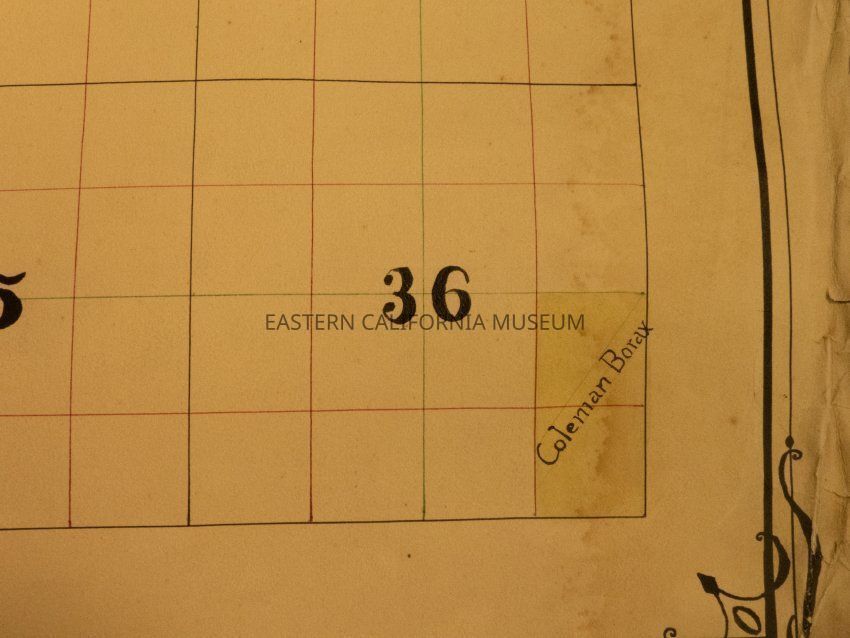 5
36
EASTERN CALIFORNIA MUSEUM
Coleman Borax